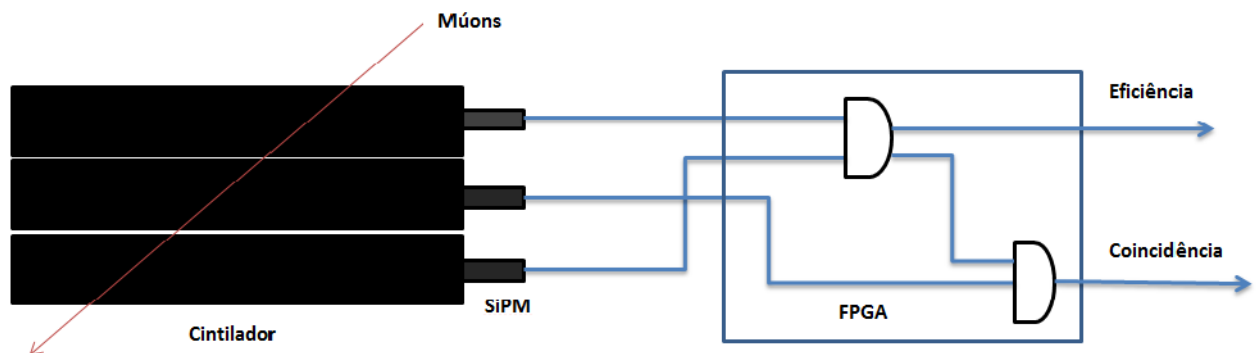 Múons
Eficiência
Coincidência
SiPM
FPGA
Cintilador